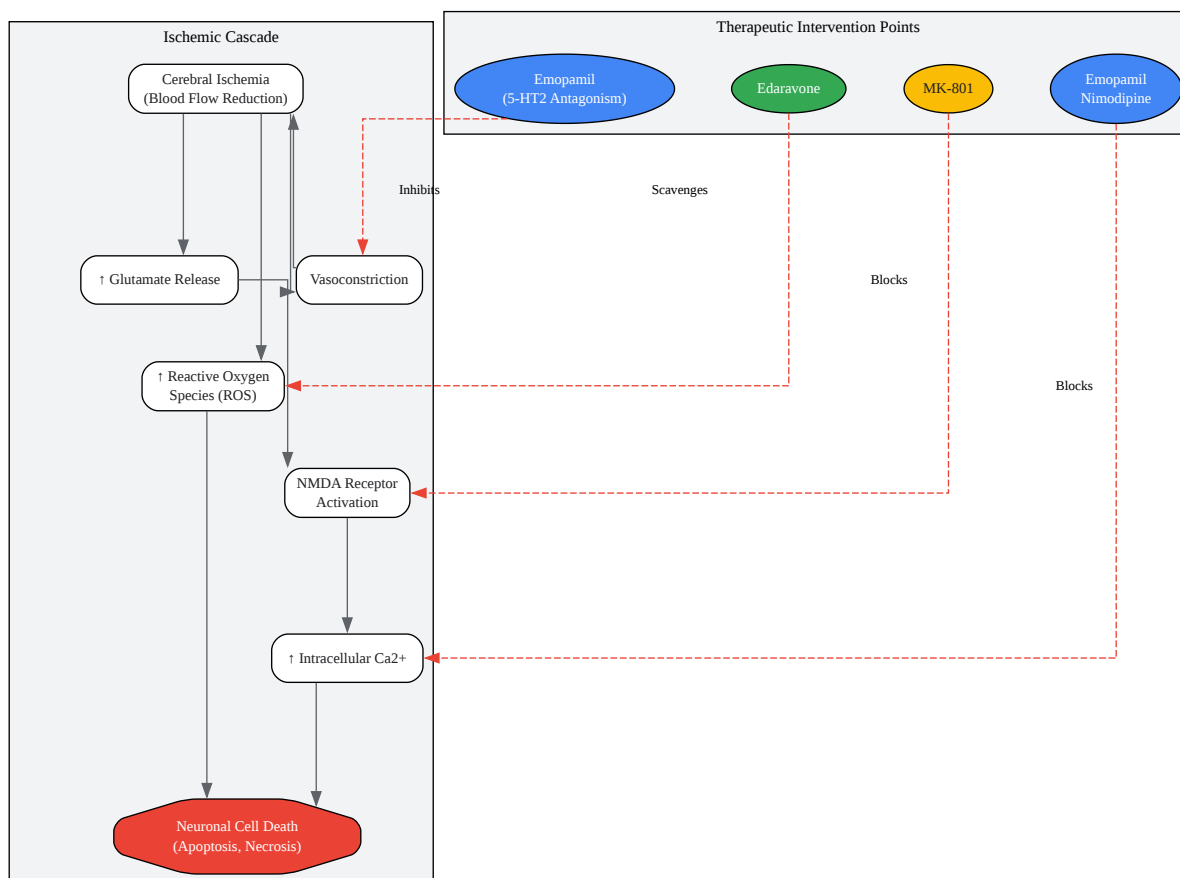 Ischemic Cascade
Cerebral Ischemia
(Blood Flow Reduction)
↑ Glutamate Release
Vasoconstriction
↑ Reactive Oxygen
Species (ROS)
NMDA Receptor
Activation
↑ Intracellular Ca2+
Neuronal Cell Death
(Apoptosis, Necrosis)
Therapeutic Intervention Points
Emopamil
(5-HT2 Antagonism)
Edaravone
MK-801
Emopamil
Nimodipine
Inhibits
Scavenges
Blocks
Blocks